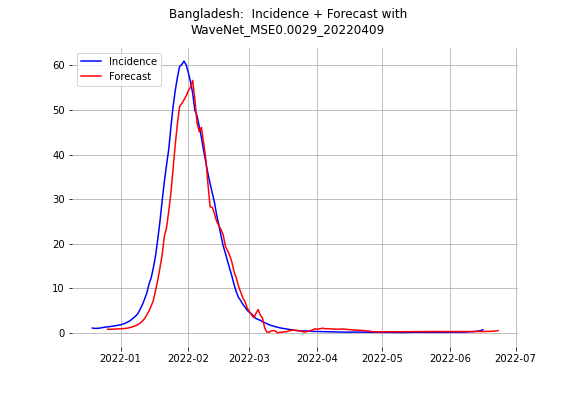 Bangladesh:  Incidence + Forecast with
WaveNet_MSE0.0029_20220409
Incidence
Forecast
60
50
40
30
20
10
0
2022-01 2022-02 2022-03 2022-04 2022-05 2022-06 2022-07